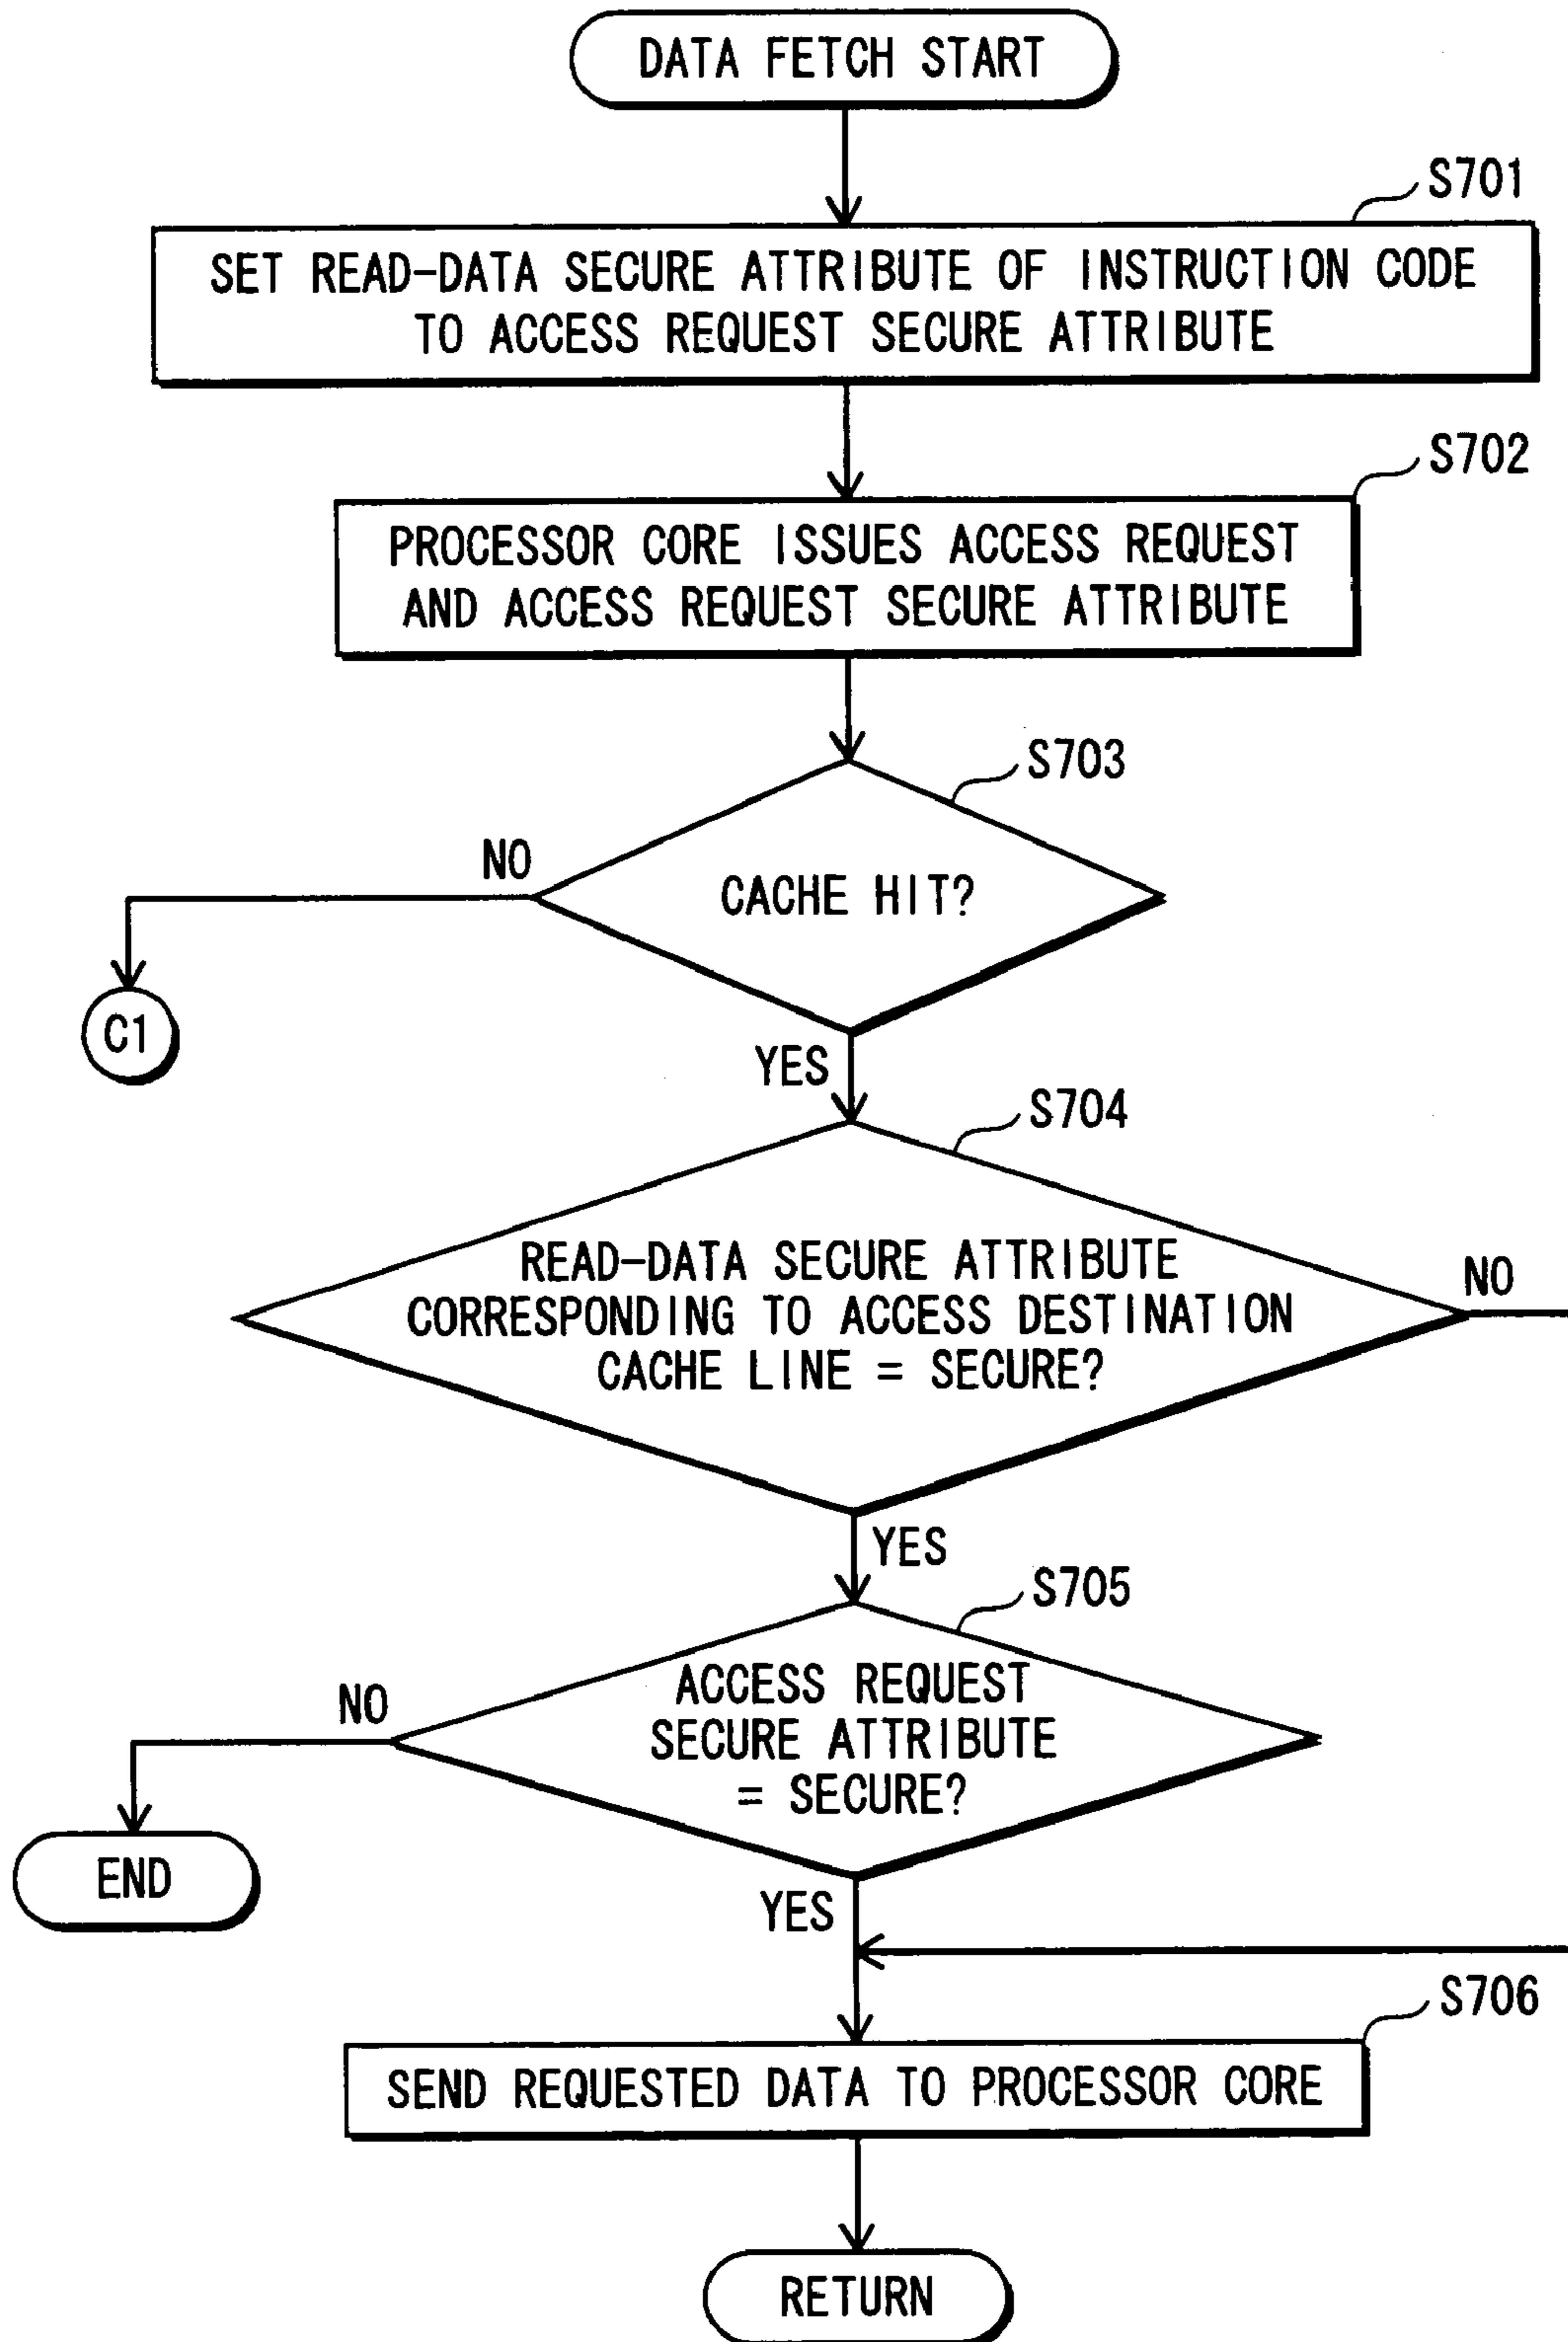 DATA FETCH START
S701
SET READ-DATA SECURE ATTRIBUTE OF INSTRUCTION CODE
TO ACCESS REQUEST SECURE ATTRIBUTE
S702
PROCESSOR CORE ISSUES ACCESS REQUEST
AND ACCESS REQUEST SECURE ATTRIBUTE
S703
NO
CACHE HIT?
C1
YES
S704
READ-DATA SECURE ATTRIBUTE
CORRESPONDING TO ACCESS DESTINATION
CACHE LINE = SECURE?
NO
YES
S705
ACCESS REQUEST
SECURE ATTRIBUTE
= SECURE?
NO
END
YES
S706
SEND REQUESTED DATA TO PROCESSOR CORE
RETURN